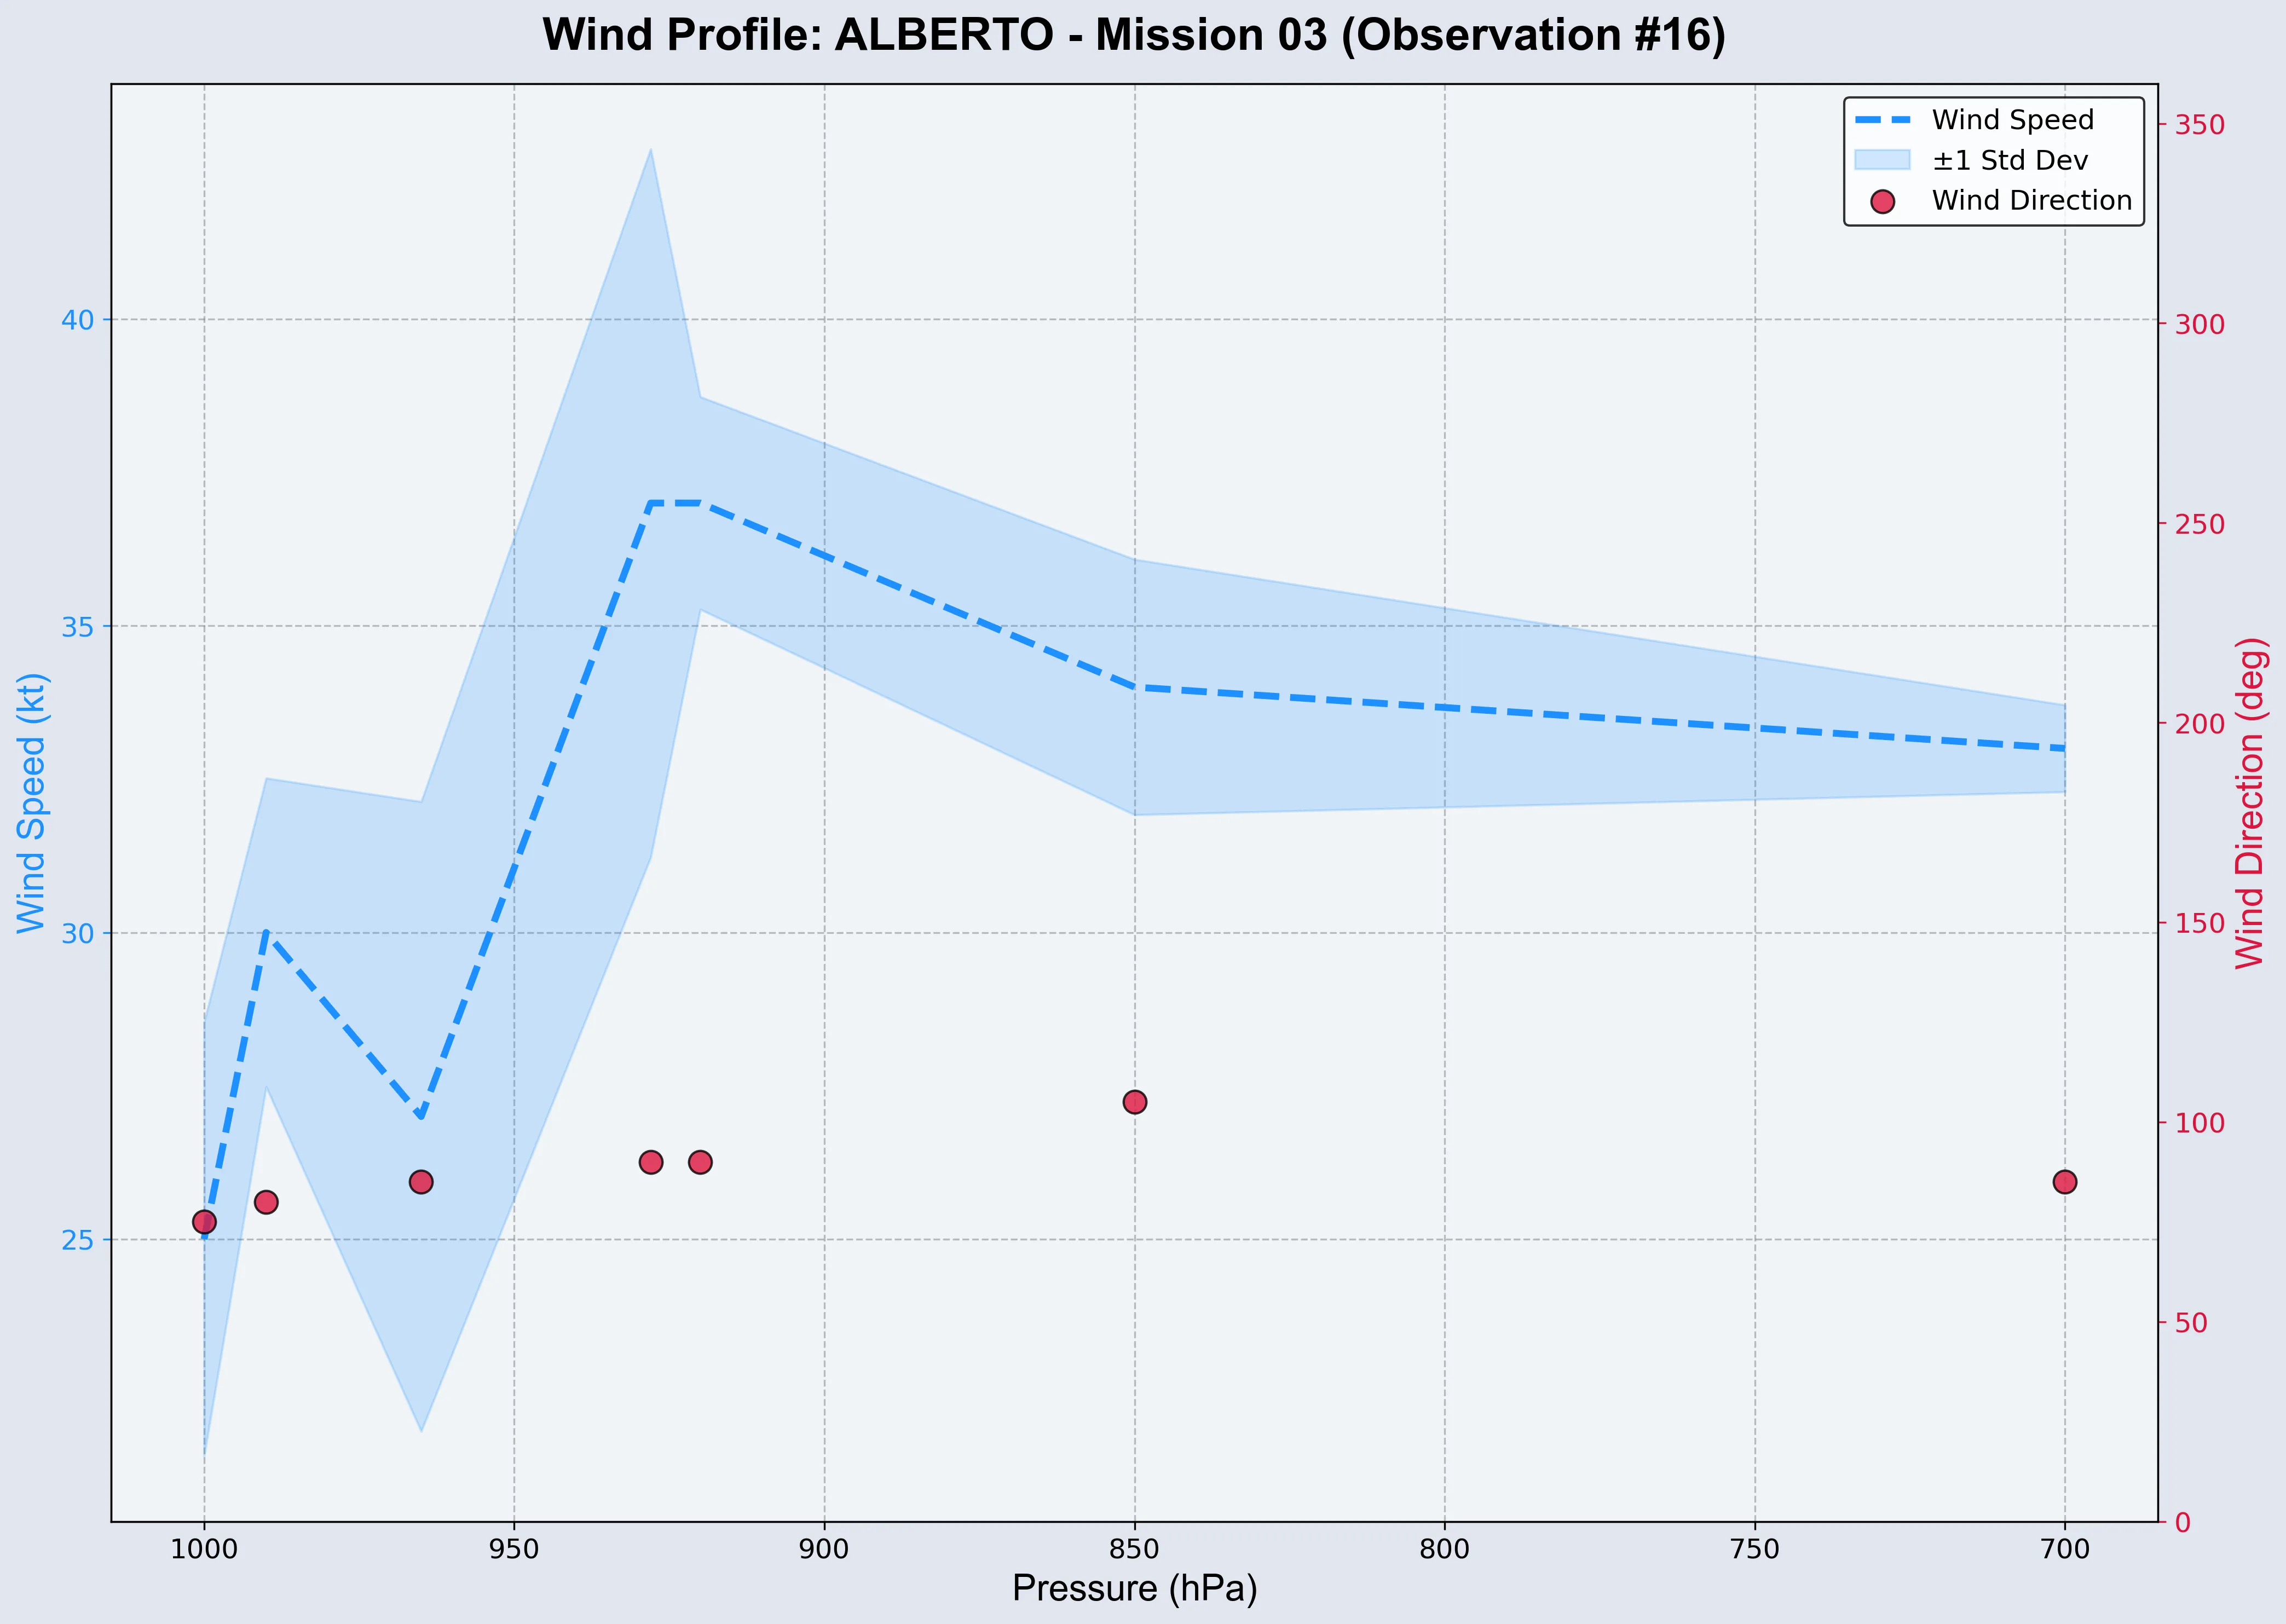 Wind Profile: ALBERTO - Mission 03 (Observation #16)
Wind Speed
±1 Std Dev
Wind Direction
40
35
30
25
Wind Speed (kt)
350
300
250
200
150
100
50
0
Wind Direction (deg)
1000 950 900 850 800 750 700
Pressure (hPa)